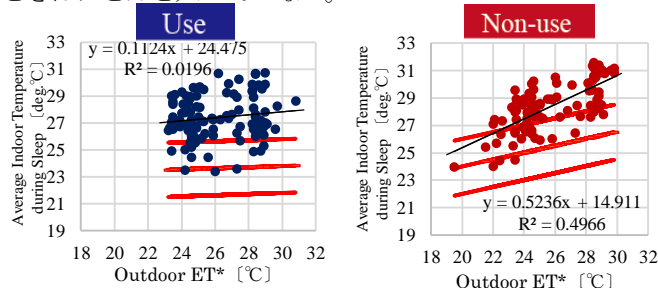 Use
Non-use
y = 0.1124x + 24.475
R² = 0.0196
33
31
29
27
25
23
21
19
18 20 22 24 26 28 30 32
Average Indoor Temperature
during Sleep 〔deg.℃〕
Outdoor ET*〔℃〕
33
31
29
27
25
23
21
19
18 20 22 24 26 28 30 32
Average Indoor Temperature
during Sleep 〔deg.℃〕
y = 0.5236x + 14.911
R² = 0.4966
Outdoor ET*〔℃〕